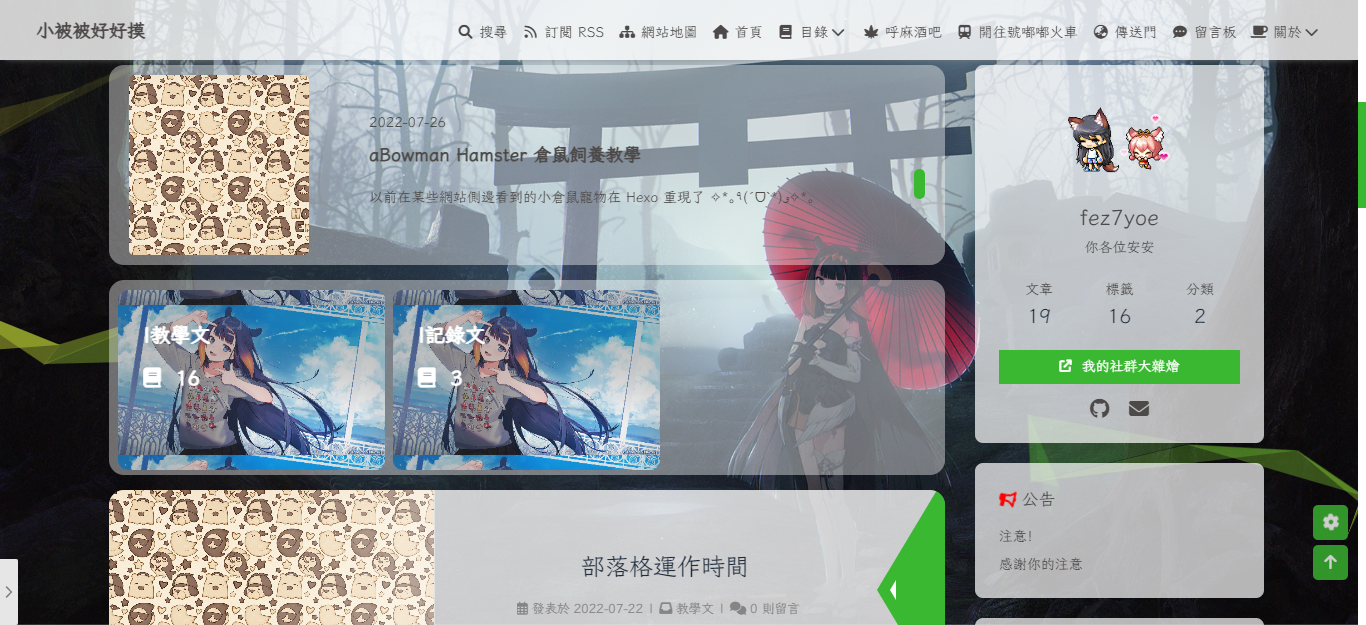 小被被好好摸
搜尋 訂閱 RSS 網站地圖 首頁 目錄 呼麻酒吧 開往號嘟嘟火車 傳送門 留言板 關於
2022-07-26
aBowman Hamster 倉鼠飼養教學
以前在某些網站側邊看到的小倉鼠寵物在 Hexo 重現了
|教學文
16
|記錄文
3
部落格運作時間
發表於 2022-07-22 | 教學文 | 0 則留言
fez7yoe
你各位安安
文章 標籤 分類
19 16 2
我的社群大雜燴
公告
注意!
感謝你的注意